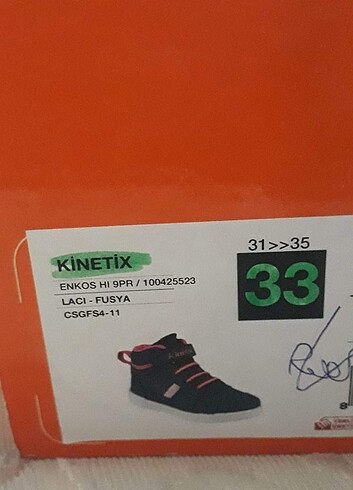 31>>35
KİNETİX
33
ENKOS HI 9PR / 100425523
LACI - FUSYA
CSGFS4-11